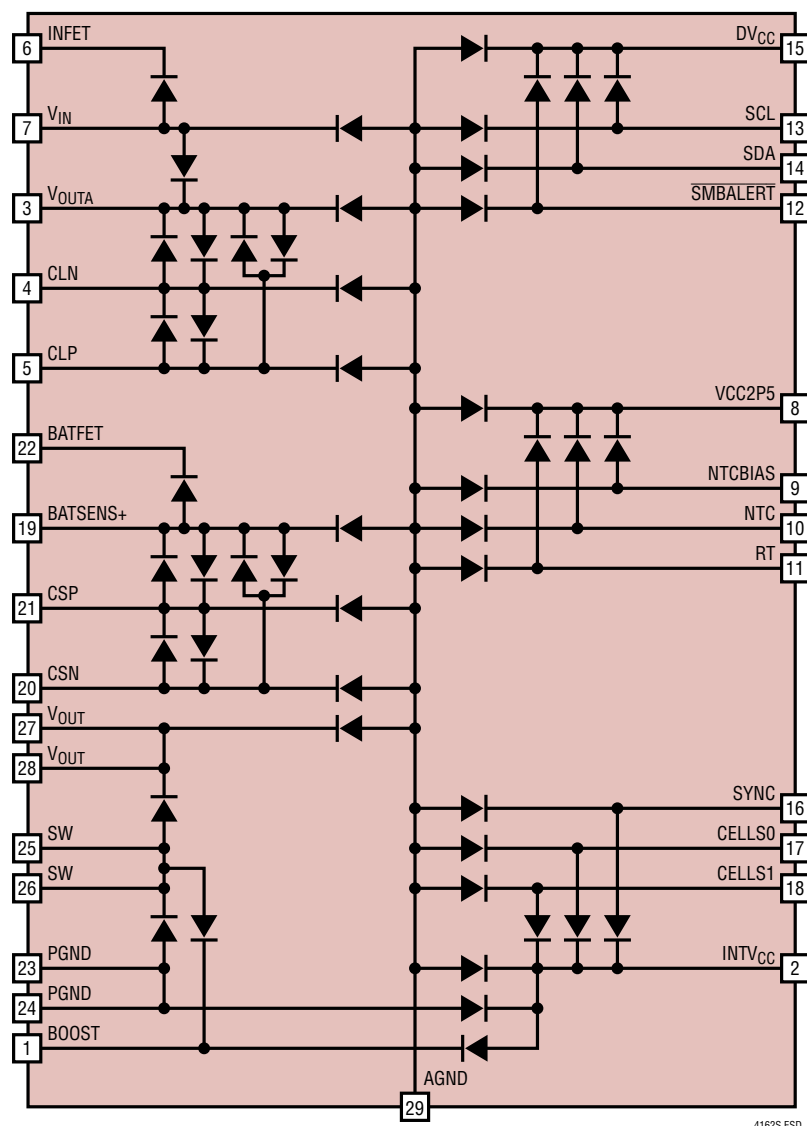 6 INFET
DVCC 15
7 VIN
SCL 13
SDA 14
3 VOUTA
SMBALERT 12
4 CLN
5 CLP
VCC2P5 8
22 BATFET
NTCBIAS 9
19 BATSENS+
NTC 10
RT 11
21 CSP
20 CSN
27 VOUT
28 VOUT
SYNC 16
25 SW
CELLS0 17
26 SW
CELLS1 18
23 PGND
INTVCC 2
24 PGND
1 BOOST
AGND
29
4162S ESD